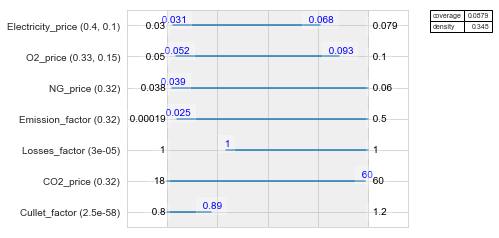 Electricity_price (0.4, 0.1) 0.03 0.031 0.068 0.079
O2_price (0.33, 0.15) 0.05 0.052 0.093 0.1
NG_price (0.32) 0.038 0.039 0.06
Emission_factor (0.32) 0.00019 0.025 0.5
Losses_factor (3e-05) 1 1 1
CO2_price (0.32) 18 60 60
Cullet_factor (2.5e-58) 0.8 0.89 1.2
coverage 0.0579
density 0.345